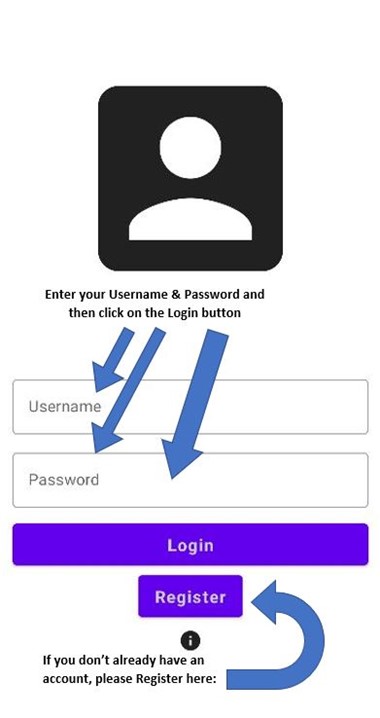 Enter your Username & Password and
then click on the Login button
Username
Password
Login
Register
If you don't already have an
account, please Register here: